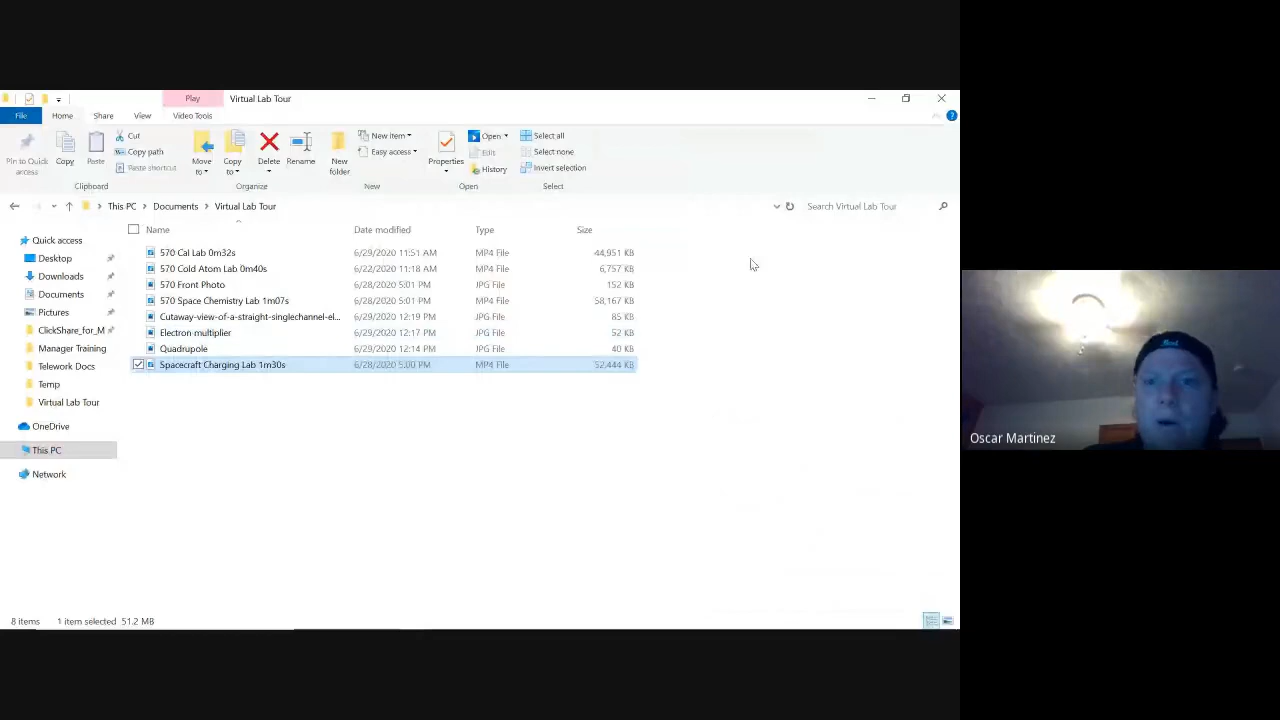 Play
Virtual Lab Tour
File
Home
Share
View
Video Tools
Pin to Quick
access
Copy
Paste
Cut
Copy path
Paste shortcut
Clipboard
Move
to
Copy
to
Delete
Rename
Organize
New
folder
New item
Easy access
New
Properties
Open
Edit
History
Open
Select all
Select none
Invert selection
Select
This PC
Documents
Virtual Lab Tour
Search Virtual Lab Tour
Name Date modified Type Size
570 Cal Lab 0m32s 6/29/2020 11:51 AM MP4 File 44,951 KB
570 Cold Atom Lab 0m40s 6/22/2020 11:18 AM MP4 File 6,757 KB
570 Front Photo 6/28/2020 5:01 PM JPG File 152 KB
570 Space Chemistry Lab 1m07s 6/28/2020 5:01 PM MP4 File 58,167 KB
Cutaway-view-of-a-straight-singlechannel-el... 6/29/2020 12:19 PM JPG File 85 KB
Electron multiplier 6/29/2020 12:17 PM JPG File 52 KB
Quadrupole 6/29/2020 12:14 PM JPG File 40 KB
Spacecraft Charging Lab 1m30s 6/28/2020 5:00 PM MP4 File 52,444 KB
Quick access
Desktop
Downloads
Documents
Pictures
ClickShare_for_M
Manager Training
Telework Docs
Temp
Virtual Lab Tour
OneDrive
This PC
Network
8 items 1 item selected 51.2 MB
Oscar Martinez